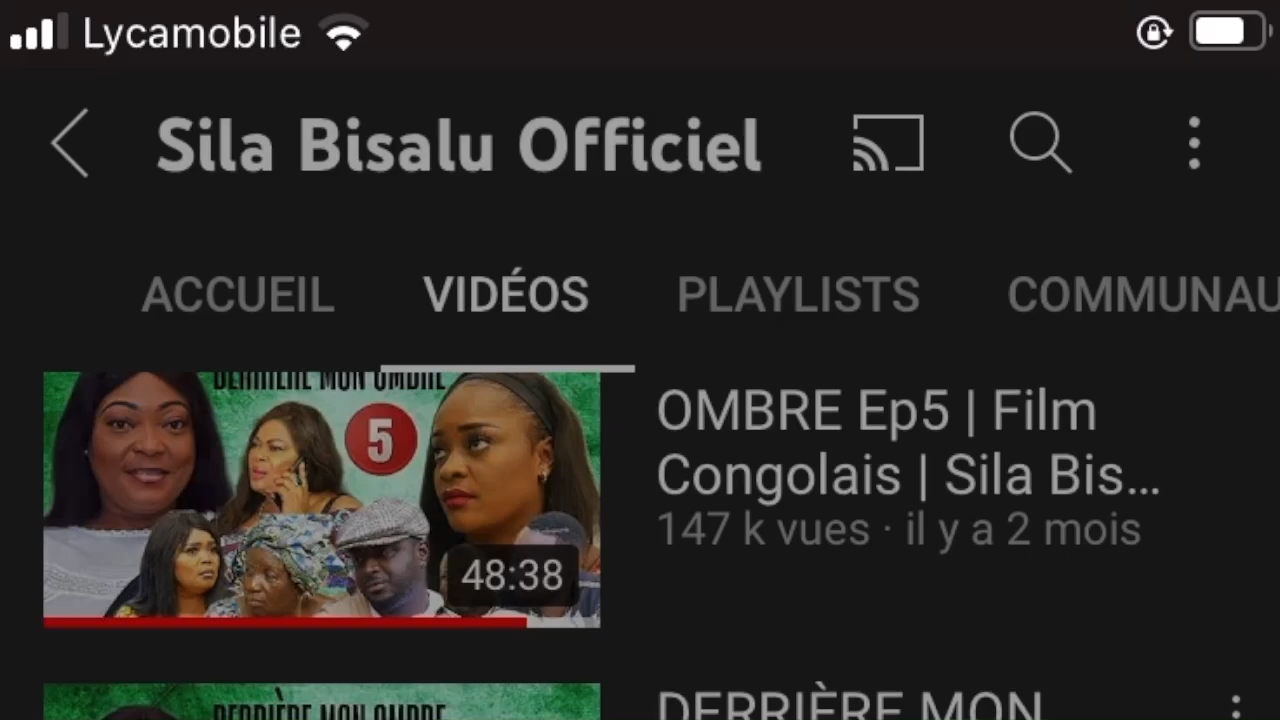 Lycamobile
Sila Bisalu Officiel
ACCUEIL VIDÉOS PLAYLISTS COMMUNAU
DERRIÈRE MON OMBRE
5
48:38
OMBRE Ep5 | Film
Congolais | Sila Bis...
147 k vues · il y a 2 mois
DERRIÈRE MON OMBRE
DERRIÈRE MON